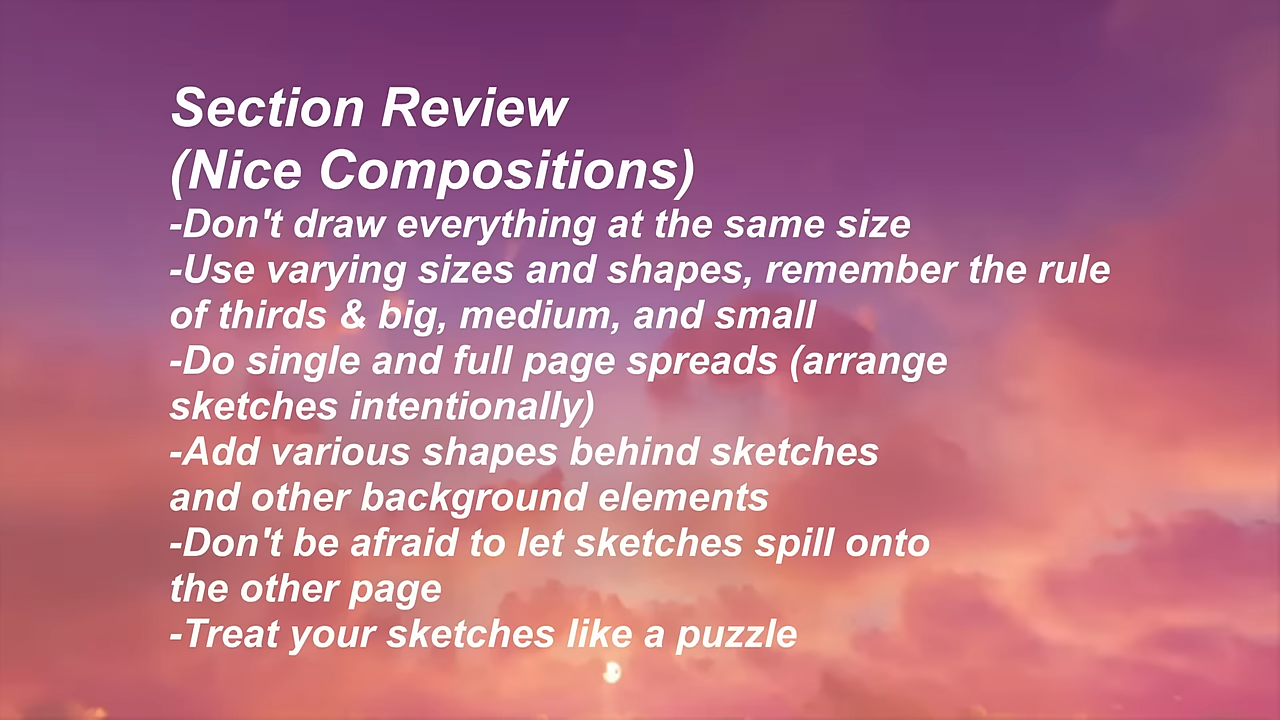 Section Review
(Nice Compositions)
-Don't draw everything at the same size
-Use varying sizes and shapes, remember the rule
of thirds & big, medium, and small
-Do single and full page spreads (arrange
sketches intentionally)
-Add various shapes behind sketches
and other background elements
-Don't be afraid to let sketches spill onto
the other page
-Treat your sketches like a puzzle